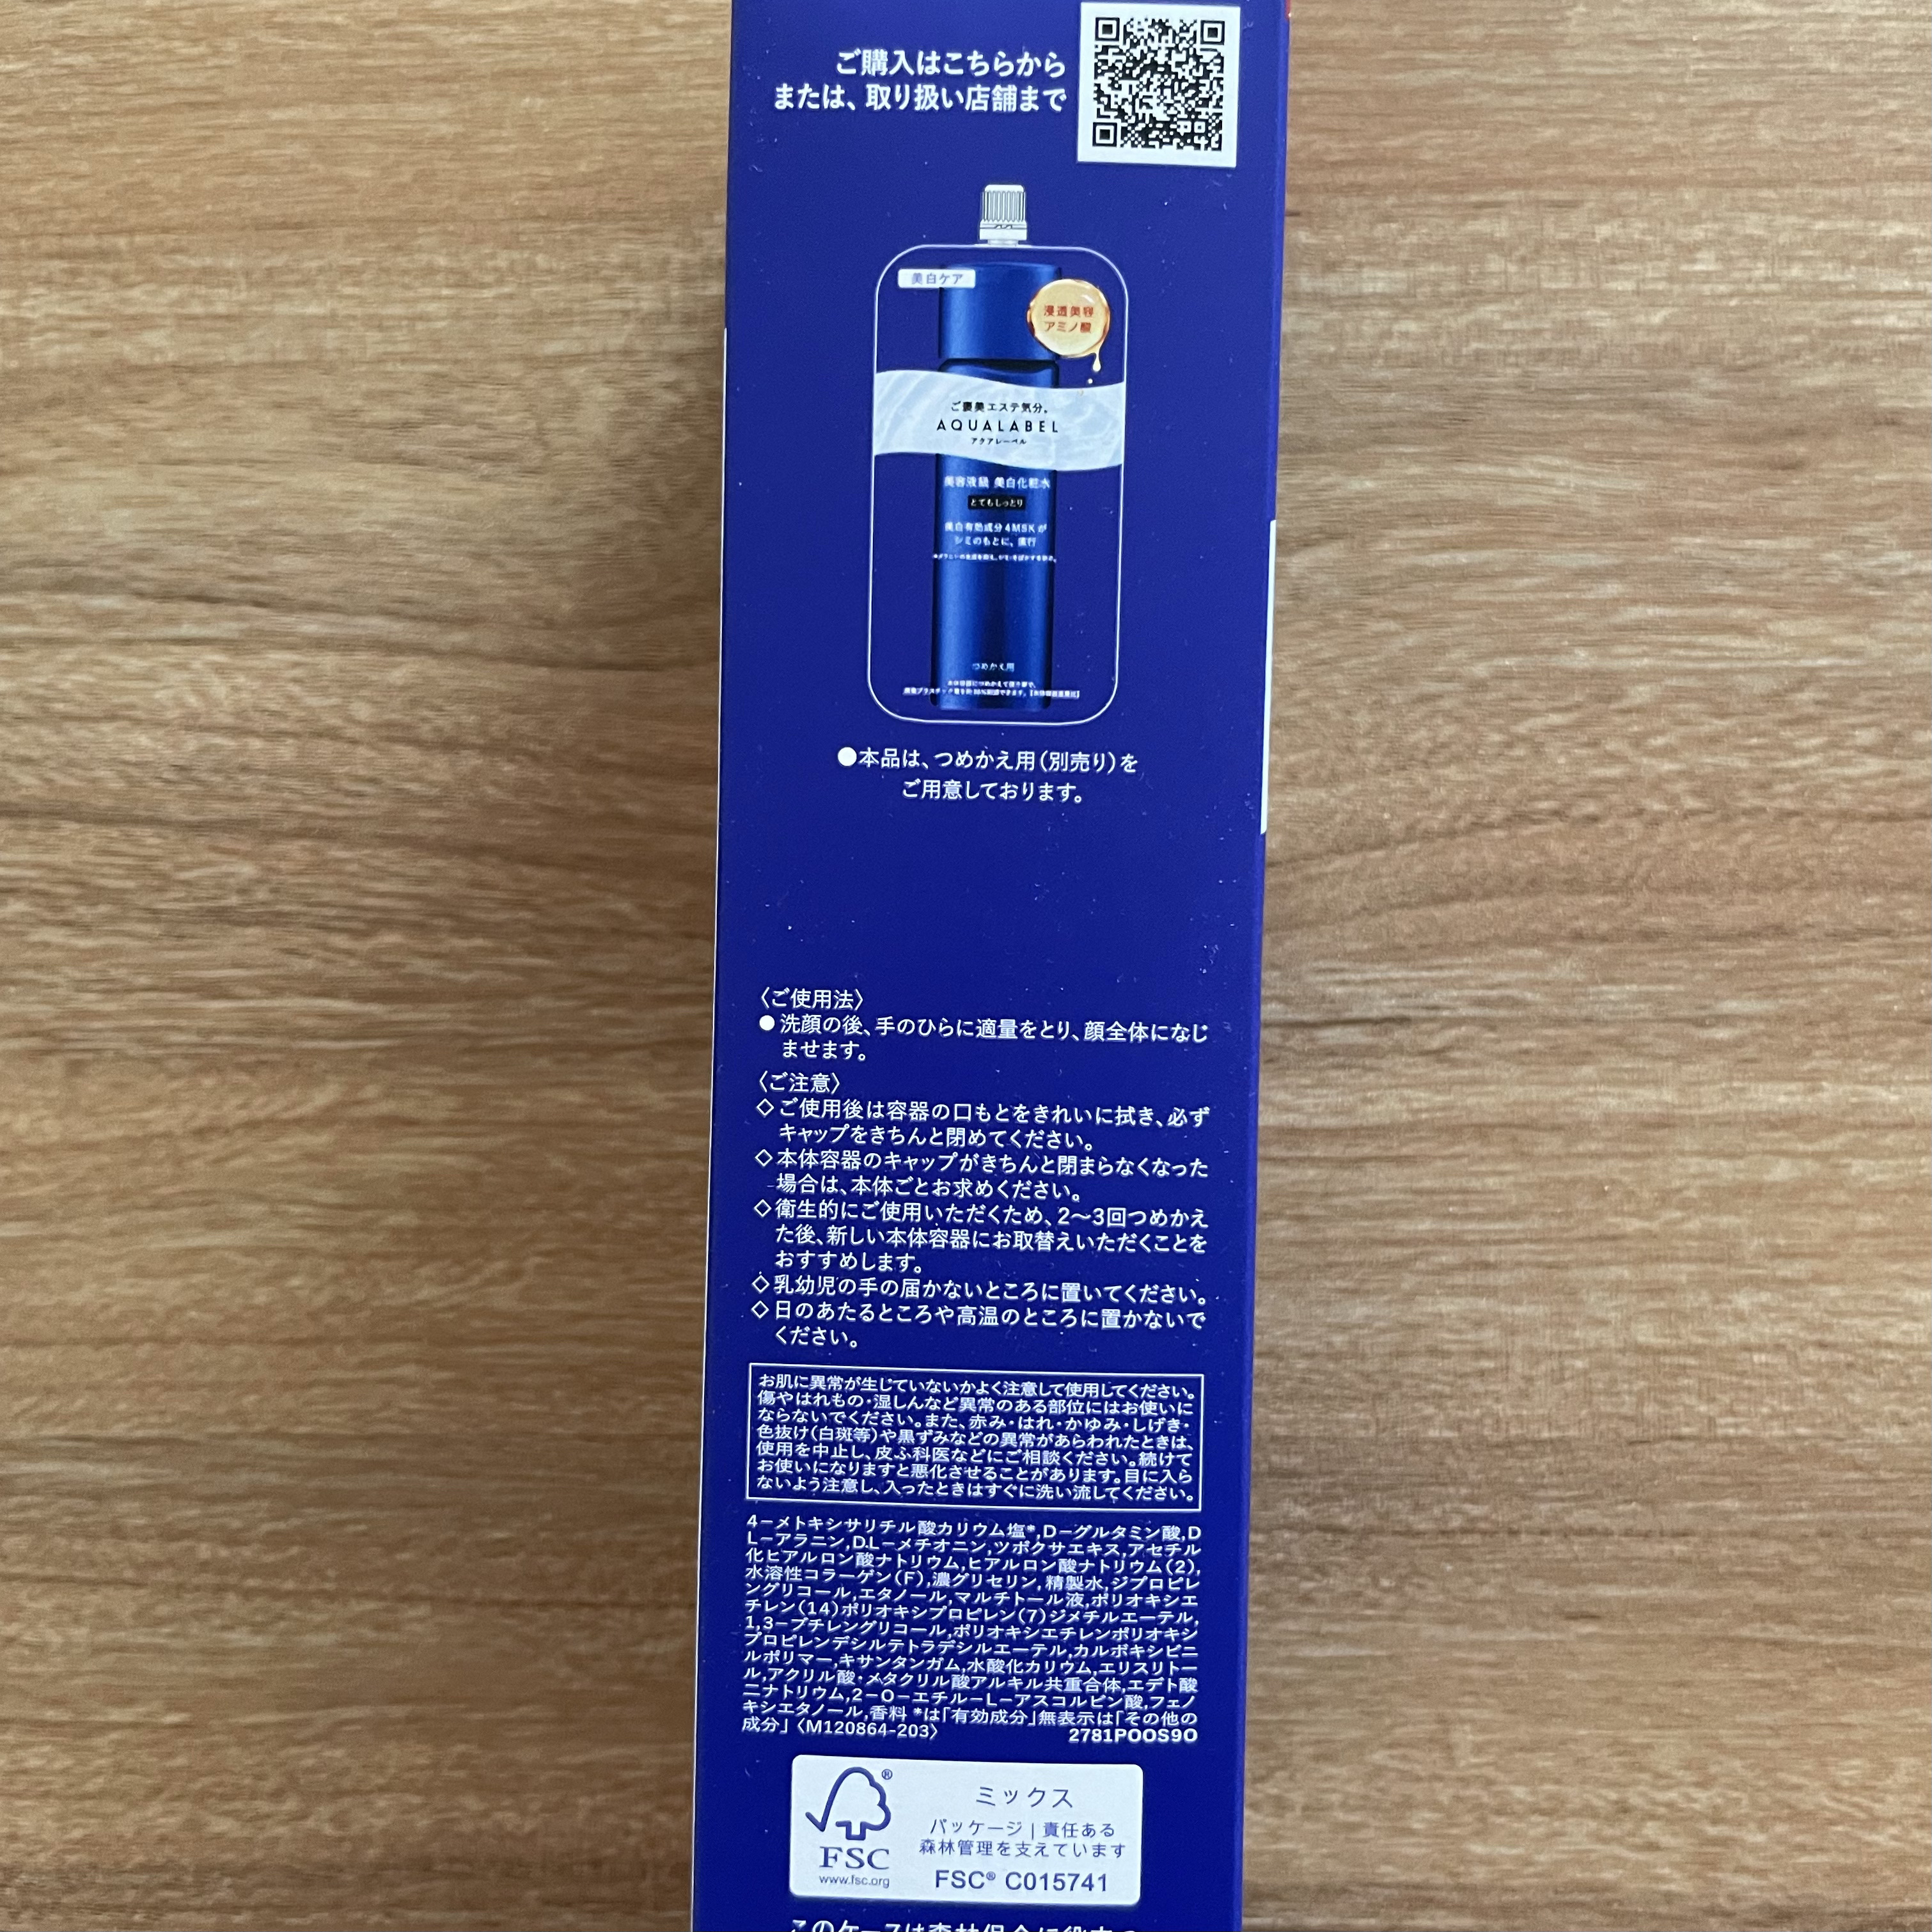 ご購入はこちらから
または、取り扱い店舗まで
美白ケア
浸透美容
アミノ酸
ご褒美エステ気分。
AQUALABEL
アクアレーベル
美容液級 美白化粧水
とてもしっとり
美白有効成分4MSKが
シミのもとに、直行
つめかえ用
●本品は、つめかえ用(別売り)を
ご用意しております。
〈ご使用法〉
●洗顔の後、手のひらに適量をとり、顔全体になじ
ませます。
〈ご注意〉
◇ご使用後は容器の口もとをきれいに拭き、必ず
キャップをきちんと閉めてください。
◇本体容器のキャップがきちんと閉まらなくなった
場合は、本体ごとお求めください。
◇衛生的にご使用いただくため、2〜3回つめかえ
た後、新しい本体容器にお取替えいただくことを
おすすめします。
◇乳幼児の手の届かないところに置いてください。
◇日のあたるところや高温のところに置かないで
ください。
お肌に異常が生じていないかよく注意して使用してください。
傷やはれもの・湿しんなど異常のある部位にはお使いに
ならないでください。また、赤み・はれ・かゆみ・しげき・
色抜け(白斑等)や黒ずみなどの異常があらわれたときは、
使用を中止し、皮ふ科医などにご相談ください。続けて
お使いになりますと悪化させることがあります。目に入ら
ないよう注意し、入ったときはすぐに洗い流してください。
4−メトキシサリチル酸カリウム塩*,D−グルタミン酸,D
L−アラニン,D.L−メチオニン,ツボクサエキス,アセチル
化ヒアルロン酸ナトリウム,ヒアルロン酸ナトリウム(2),
水溶性コラーゲン(F),濃グリセリン,精製水,ジプロピレ
ングリコール,エタノール,マルチトール液,ポリオキシエ
チレン(14)ポリオキシプロピレン(7)ジメチルエーテル,
1,3−ブチレングリコール,ポリオキシエチレンポリオキシ
プロピレンデシルテトラデシルエーテル,カルボキシビニ
ルポリマー,キサンタンガム,水酸化カリウム,エリスリトー
ル,アクリル酸・メタクリル酸アルキル共重合体,エデト酸
二ナトリウム,2−O−エチル−L−アスコルビン酸,フェノ
キシエタノール,香料 *は「有効成分」無表示は「その他の
成分」〈M120864-203〉 2781POOS9O
ミックス
パッケージ | 責任ある
森林管理を支えています
FSC
www.fsc.org
FSC® C015741